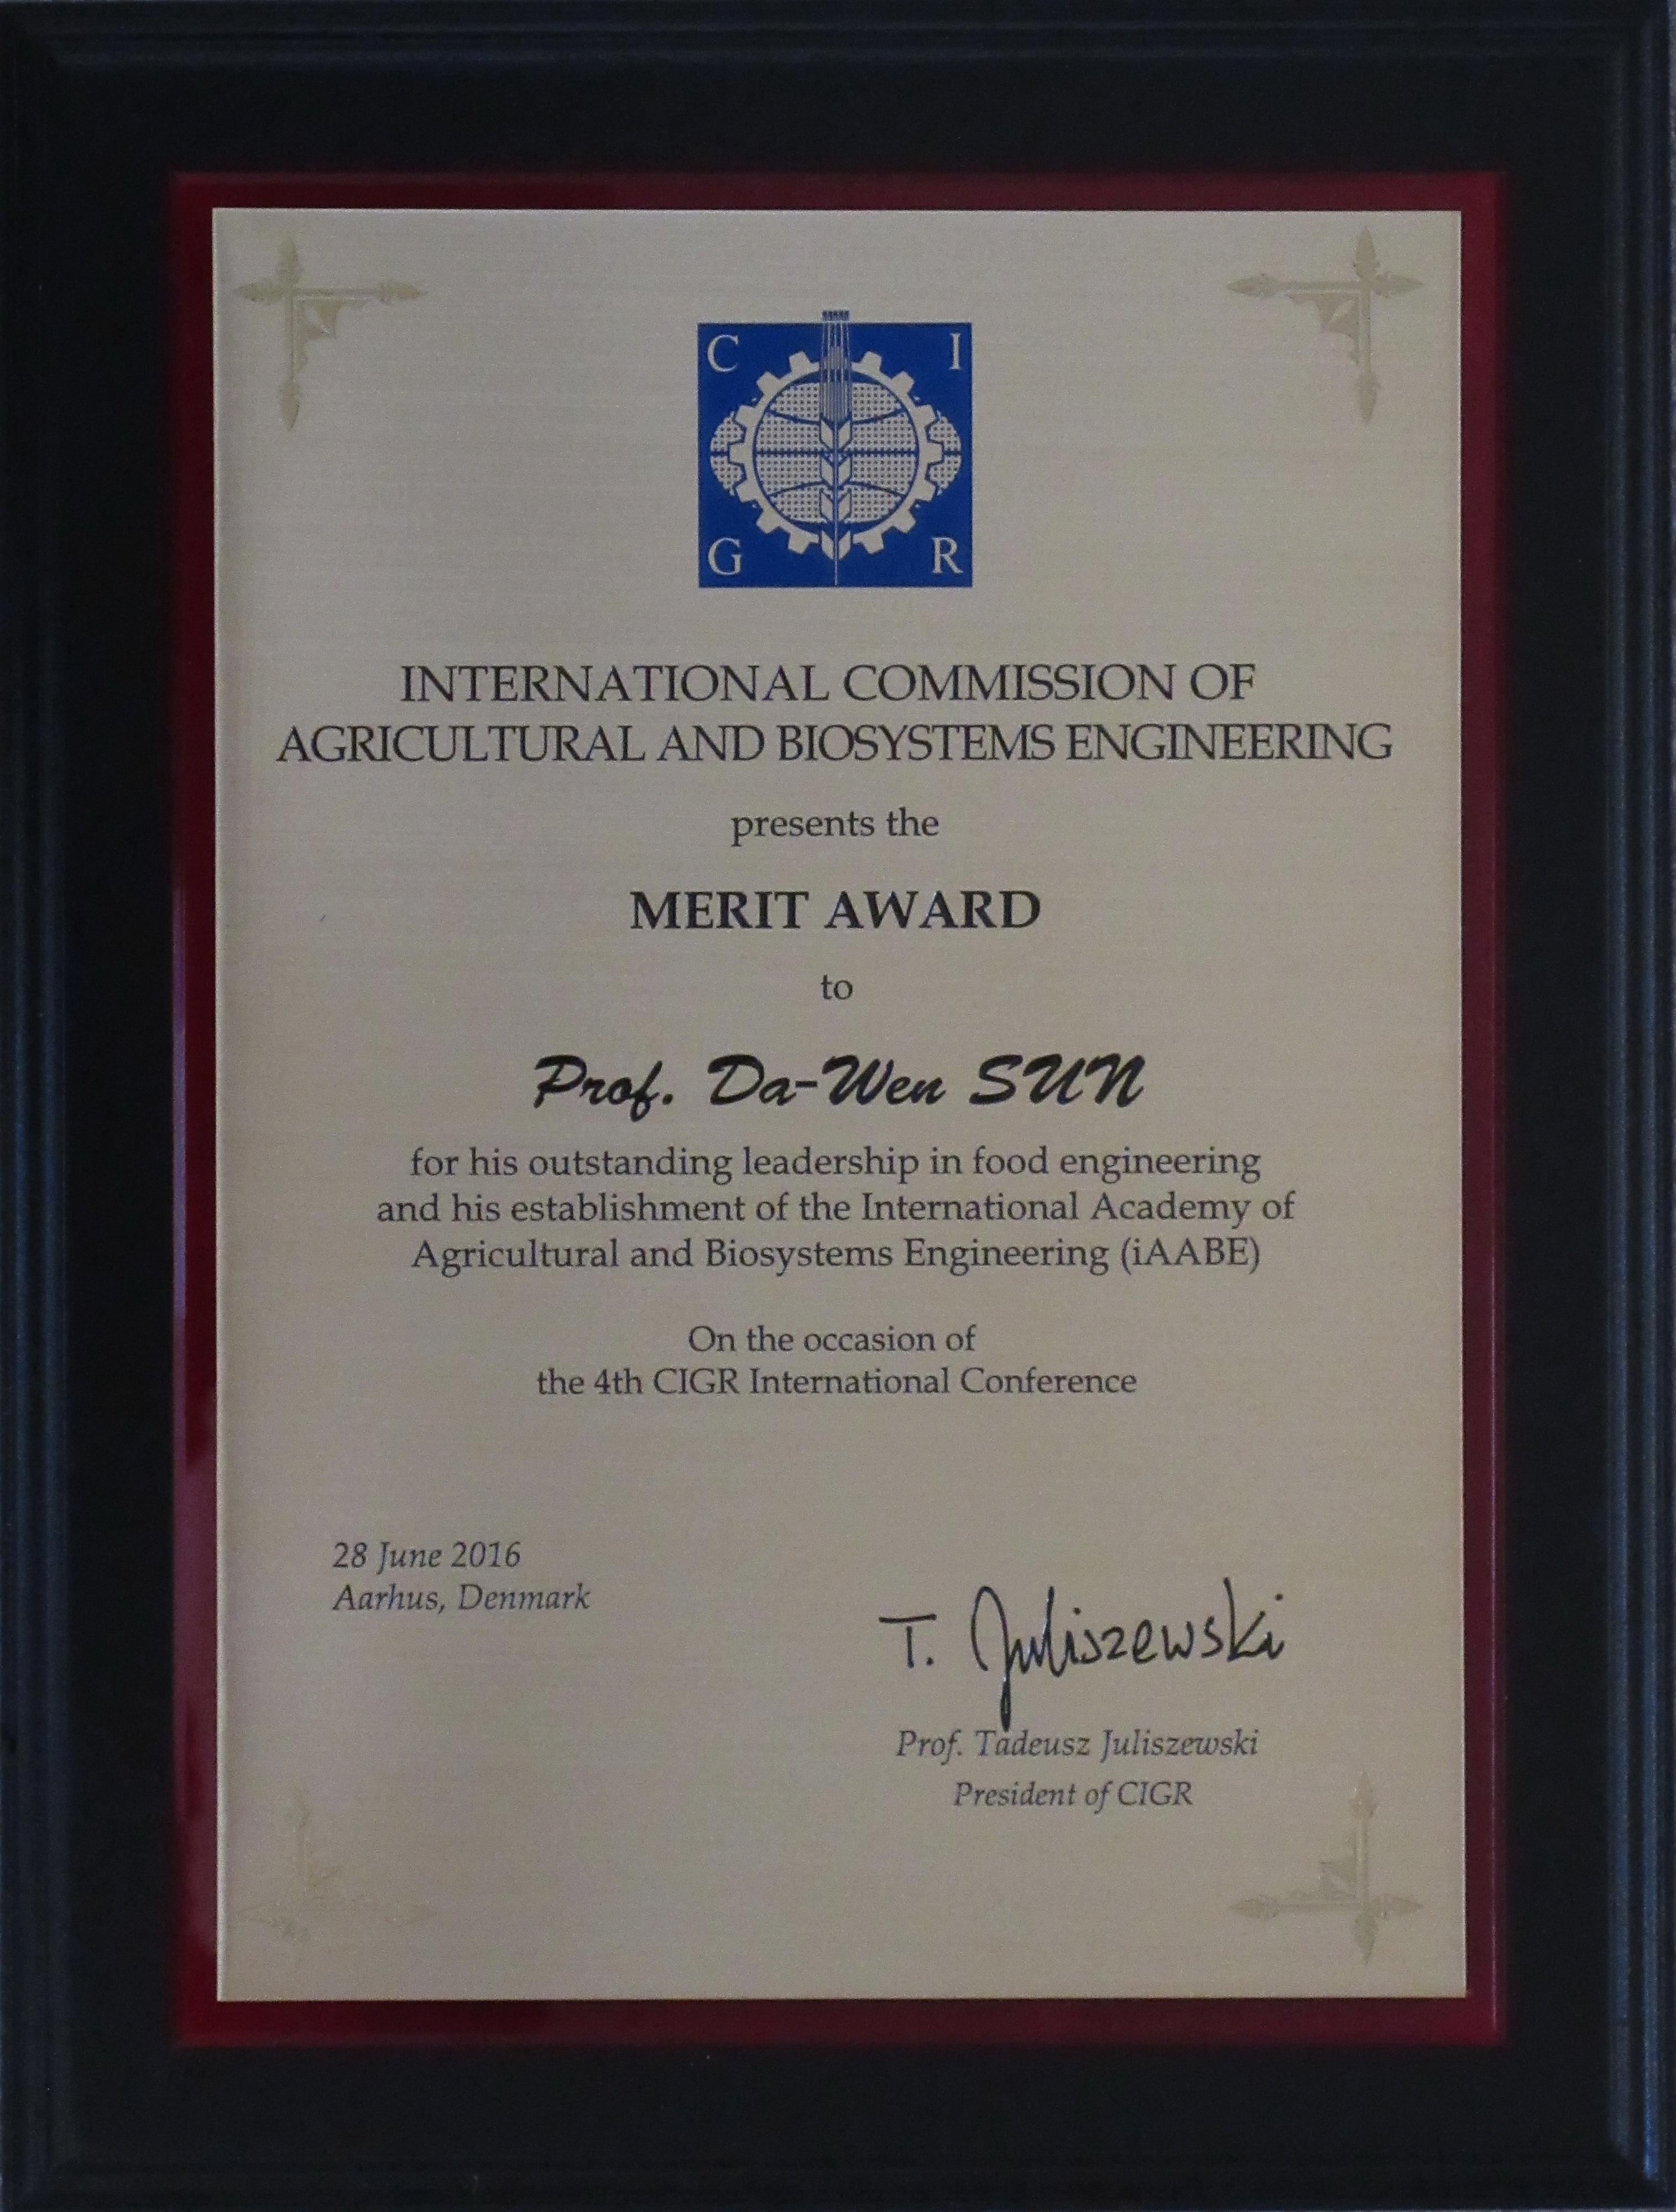 C I
G R
INTERNATIONAL COMMISSION OF
AGRICULTURAL AND BIOSYSTEMS ENGINEERING
presents the
MERIT AWARD
to
Prof. Da-Wen SUN
for his outstanding leadership in food engineering
and his establishment of the International Academy of
Agricultural and Biosystems Engineering (iAABE)
On the occasion of
the 4th CIGR International Conference
28 June 2016
Aarhus, Denmark
T. Juliszewski
Prof. Tadeusz Juliszewski
President of CIGR